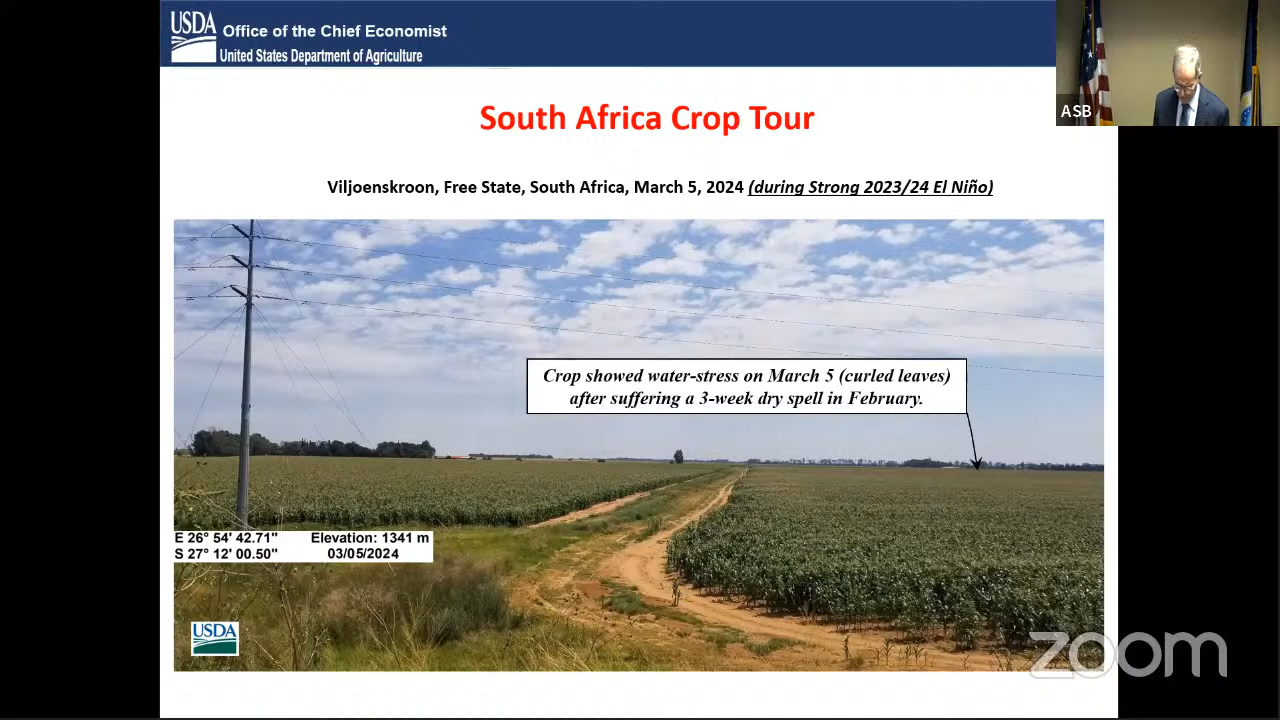 USDA
Office of the Chief Economist
United States Department of Agriculture
ASB
South Africa Crop Tour
Viljoenskroon, Free State, South Africa, March 5, 2024 (during Strong 2023/24 El Niño)
Crop showed water-stress on March 5 (curled leaves)
after suffering a 3-week dry spell in February.
E 26° 54' 42.71" Elevation: 1341 m
S 27° 12' 00.50" 03/05/2024
USDA
zoom